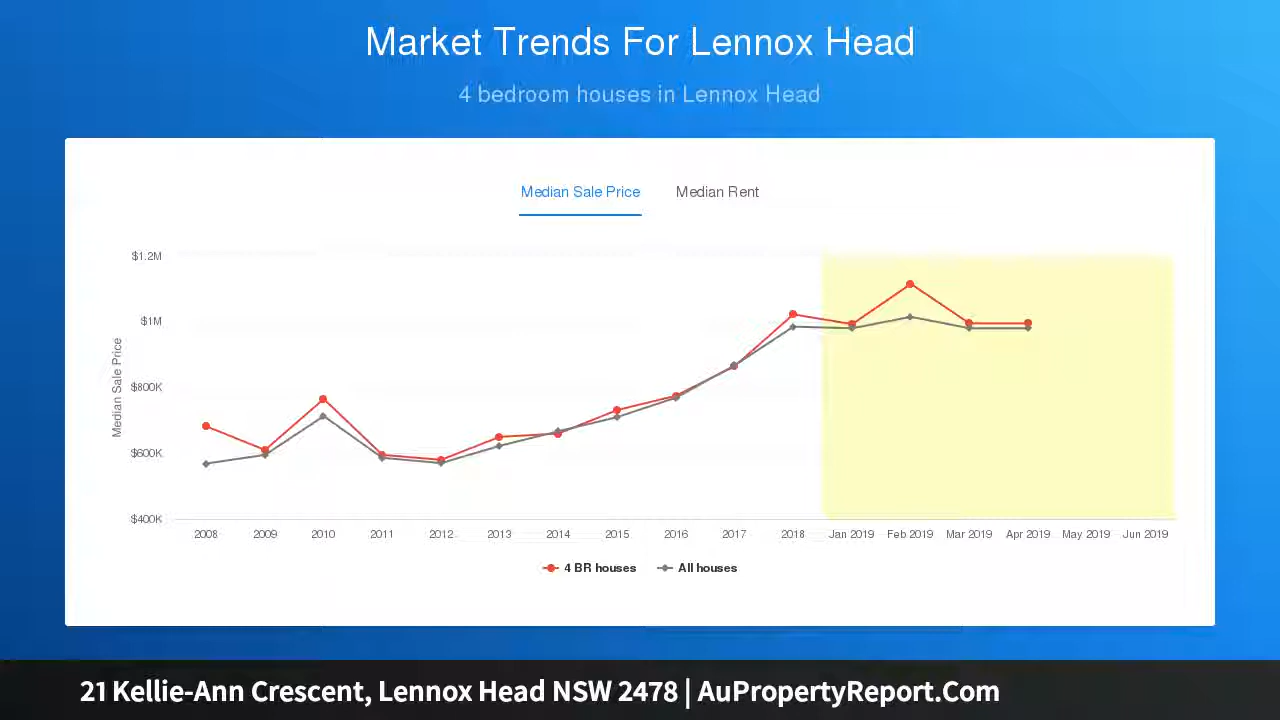 Market Trends For Lennox Head
4 bedroom houses in Lennox Head
Median Sale Price Median Rent
$1.2M
$1M
$800K
$600K
$400K
Median Sale Price
2008 2009 2010 2011 2012 2013 2014 2015 2016 2017 2018 Jan 2019 Feb 2019 Mar 2019 Apr 2019 May 2019 Jun 2019
4 BR houses All houses
21 Kellie-Ann Crescent, Lennox Head NSW 2478 | AuPropertyReport.Com